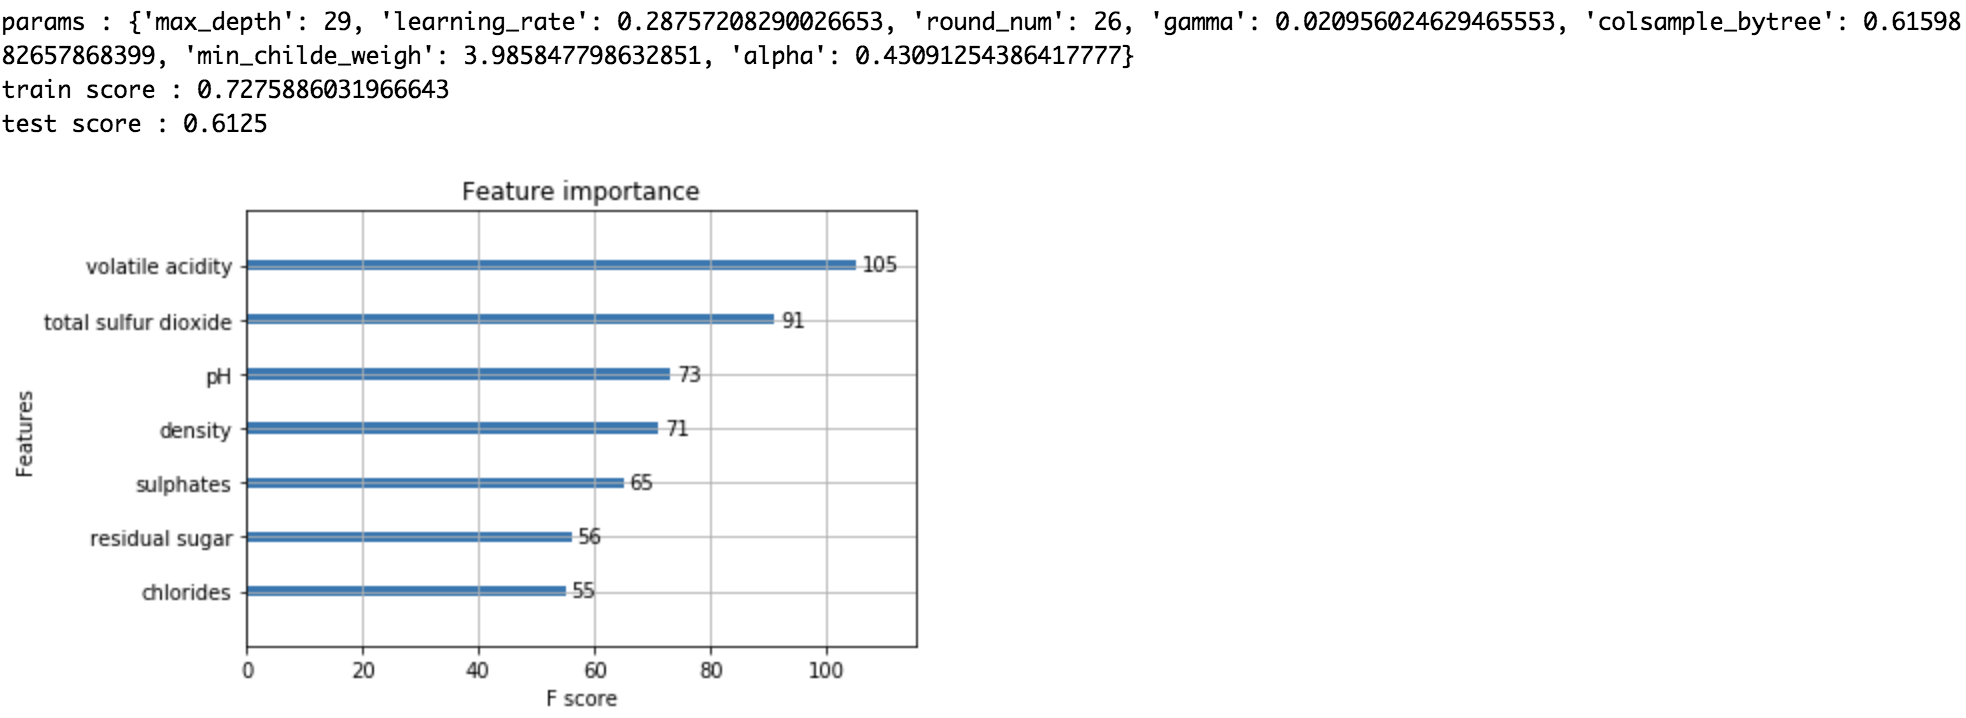 params : {'max_depth': 29, 'learning_rate': 0.28757208290026653, 'round_num': 26, 'gamma': 0.020956024629465553, 'colsample_bytree': 0.61598
82657868399, 'min_childe_weigh': 3.985847798632851, 'alpha': 0.43091254386417777}
train score : 0.7275886031966643
test score : 0.6125
Feature importance
volatile acidity 105
total sulfur dioxide 91
pH 73
density 71
sulphates 65
residual sugar 56
chlorides 55
Features
0 20 40 60 80 100
F score